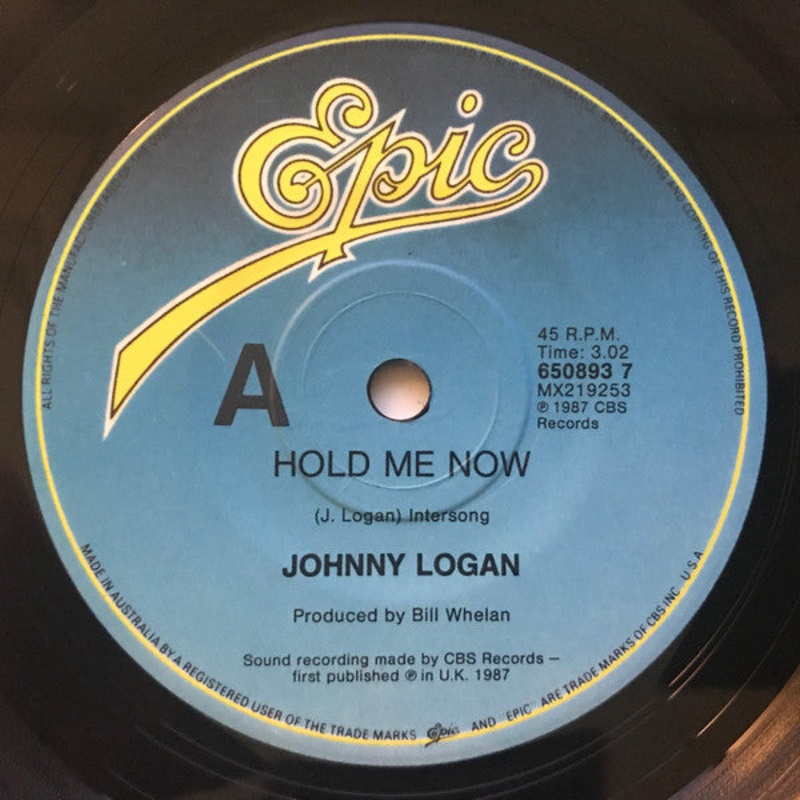 Epic
A
45 R.P.M.
Time: 3.02
650893 7
MX219253
℗ 1987 CBS
Records
HOLD ME NOW
(J. Logan) Intersong
JOHNNY LOGAN
Produced by Bill Whelan
Sound recording made by CBS Records –
first published ℗ in U.K. 1987
ALL RIGHTS OF THE MANUFAC
AND COPYING OF THIS RECORD PROHIBITED
MADE IN AUSTRALIA BY A REGISTERED USER OF THE TRADE MARKS Epic AND "EPIC" ARE TRADE MARKS OF CBS INC. U.S.A